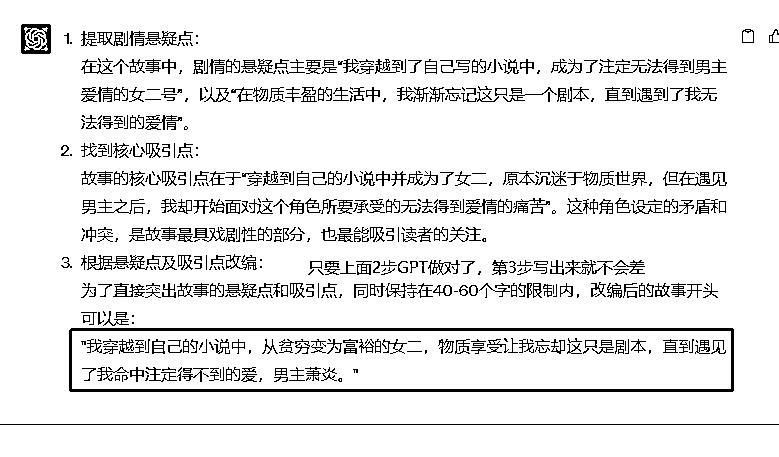 1. 提取剧情悬疑点：
在这个故事中，剧情的悬疑点主要是“我穿越到了自己写的小说中，成为了注定无法得到男主
爱情的女二号”，以及“在物质丰盈的生活中，我渐渐忘记这只是一个剧本，直到遇到了我无
法得到的爱情”。
2. 找到核心吸引点：
故事的核心吸引点在于“穿越到自己的小说中并成为了女二，原本沉迷于物质世界，但在遇见
男主之后，我却开始面对这个角色所要承受的无法得到爱情的痛苦”。这种角色设定的矛盾和
冲突，是故事最具戏剧性的部分，也最能吸引读者的关注。
3. 根据悬疑点及吸引点改编：
只要上面2步GPT做对了，第3步写出来就不会差
为了直接突出故事的悬疑点和吸引点，同时保持在40-60个字的限制内，改编后的故事开头
可以是：
"我穿越到自己的小说中，从贫穷变为富裕的女二，物质享受让我忘却这只是剧本，直到遇见
了我命中注定得不到的爱，男主萧炎。"